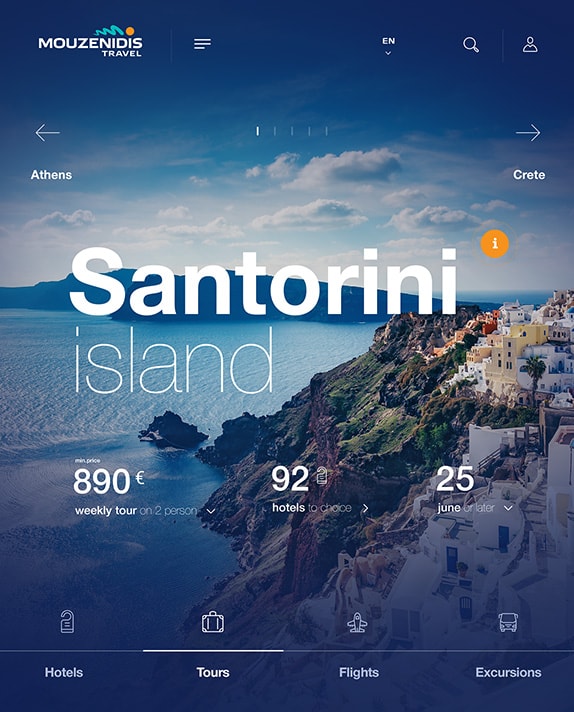 MOUZENIDIS
TRAVEL
EN
Athens
Crete
i
Santorini
island
min.price
890 €
92
25
weekly tour on 2 person
hotels to choice
june or later
Hotels
Tours
Flights
Excursions